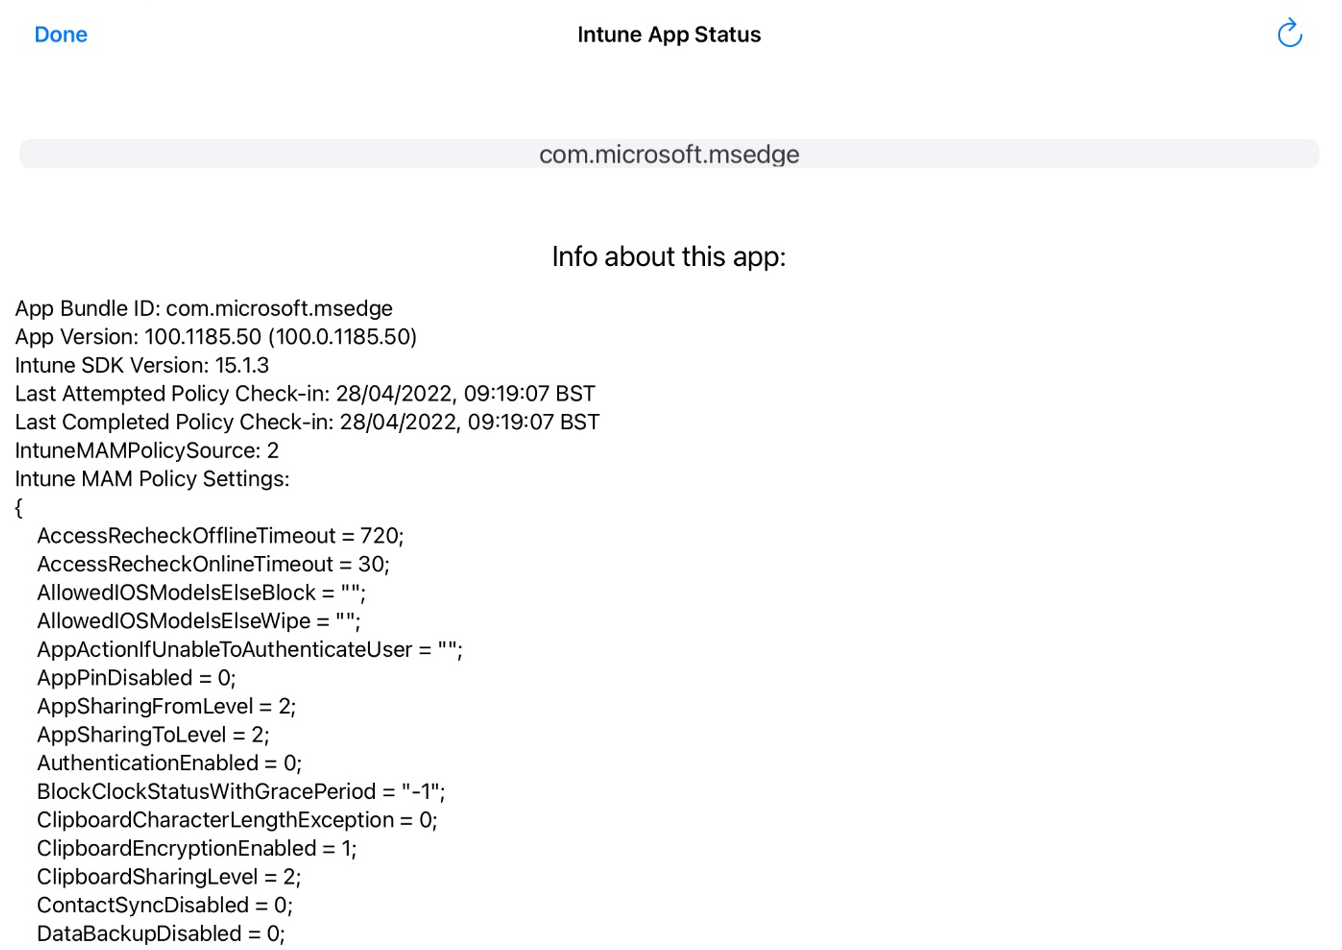 Done
Intune App Status
com.microsoft.msedge
Info about this app:
App Bundle ID: com.microsoft.msedge
App Version: 100.1185.50 (100.0.1185.50)
Intune SDK Version: 15.1.3
Last Attempted Policy Check-in: 28/04/2022, 09:19:07 BST
Last Completed Policy Check-in: 28/04/2022, 09:19:07 BST
IntuneMAMPolicySource: 2
Intune MAM Policy Settings:
{
AccessRecheckOfflineTimeout = 720;
AccessRecheckOnlineTimeout = 30;
AllowedIOSModelsElseBlock = "";
AllowedIOSModelsElseWipe = "";
AppActionIfUnableToAuthenticateUser = "";
AppPinDisabled = 0;
AppSharingFromLevel = 2;
AppSharingToLevel = 2;
AuthenticationEnabled = 0;
BlockClockStatusWithGracePeriod = "-1";
ClipboardCharacterLengthException = 0;
ClipboardEncryptionEnabled = 1;
ClipboardSharingLevel = 2;
ContactSyncDisabled = 0;
DataBackupDisabled = 0;